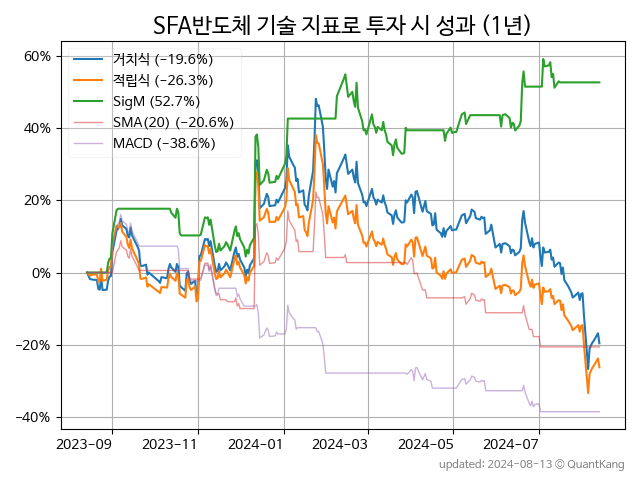 SFA반도체 기술 지표로 투자 시 성과 (1년)
거치식 (−19.6%)
적립식 (−26.3%)
SigM (52.7%)
SMA(20) (−20.6%)
MACD (−38.6%)
60%
40%
20%
0%
−20%
−40%
2023-09 2023-11 2024-01 2024-03 2024-05 2024-07
updated: 2024-08-13 © QuantKang